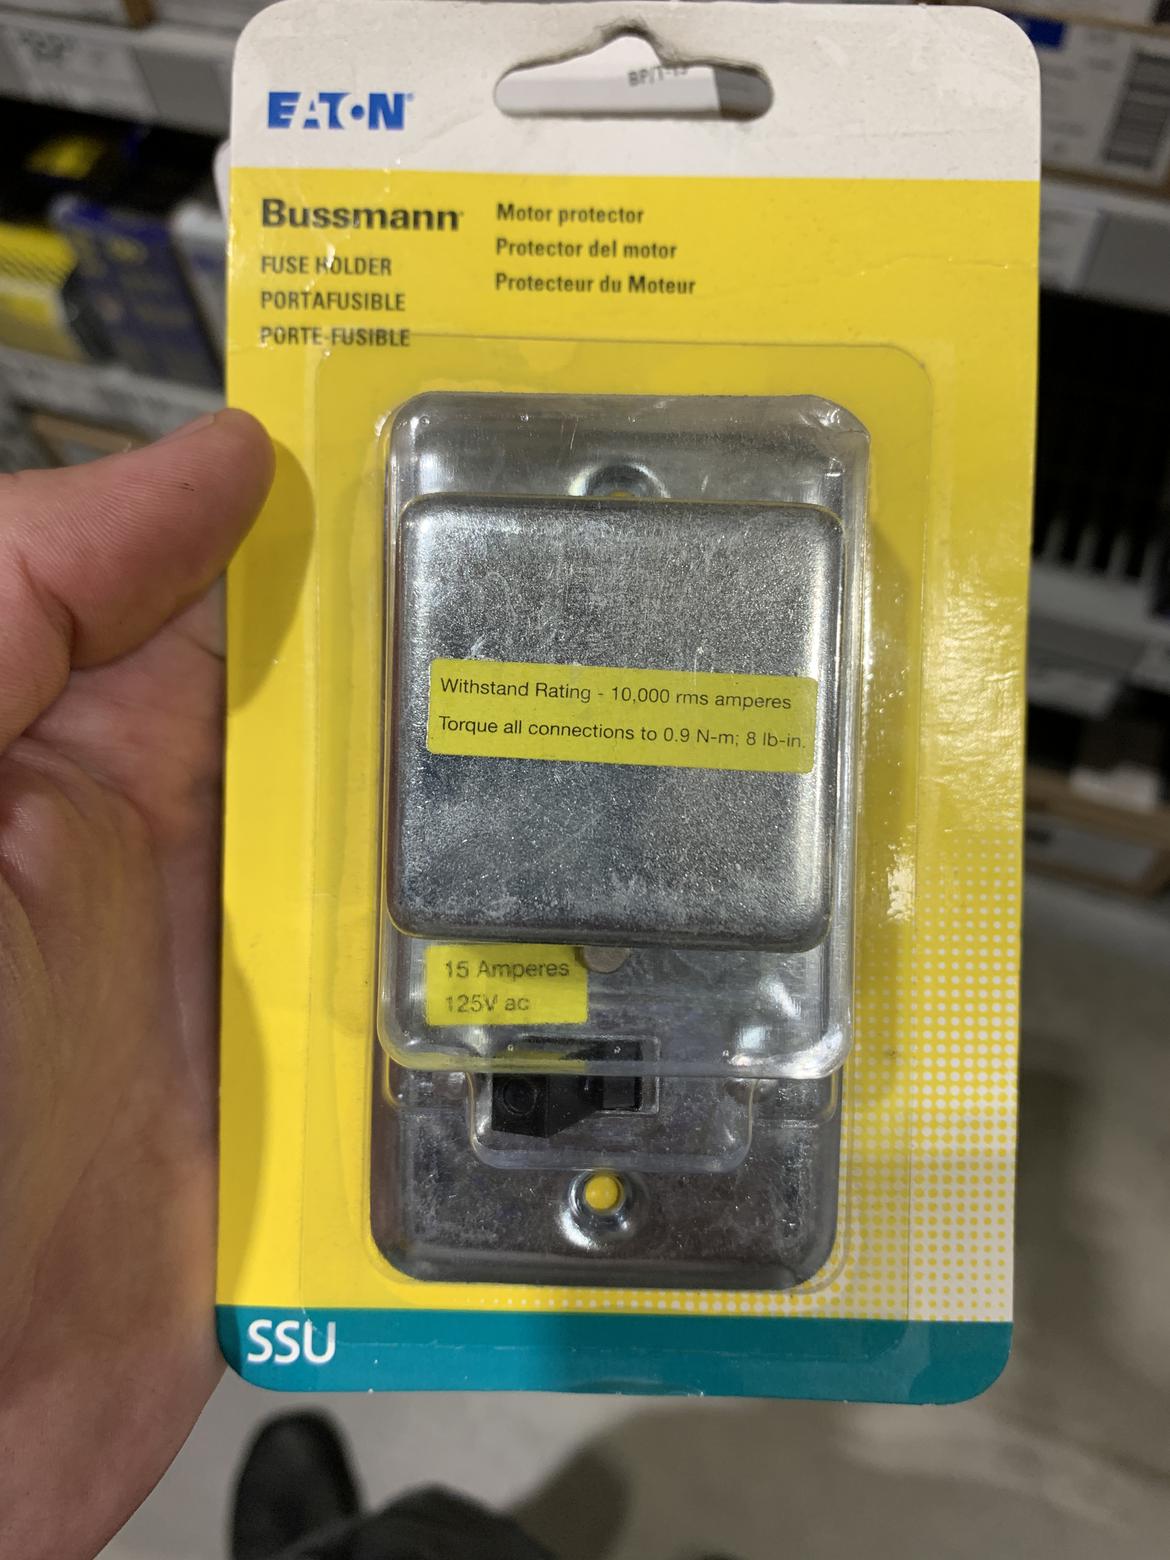 EATON
Bussmann
FUSE HOLDER
PORTAFUSIBLE
PORTE-FUSIBLE
Motor protector
Protector del motor
Protecteur du Moteur
Withstand Rating - 10,000 rms amperes
Torque all connections to 0.9 N-m; 8 lb-in.
15 Amperes
125V ac
SSU